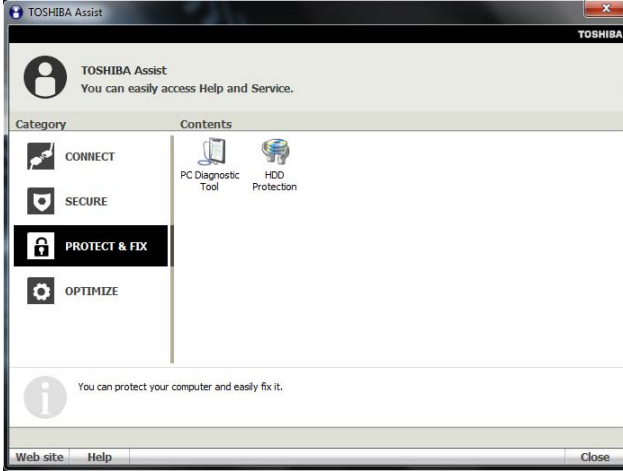 TOSHIBA Assist
TOSHIBA
TOSHIBA Assist
You can easily access Help and Service.
Category
Contents
CONNECT
SECURE
PROTECT & FIX
OPTIMIZE
PC Diagnostic
Tool
HDD
Protection
You can protect your computer and easily fix it.
Web site
Help
Close